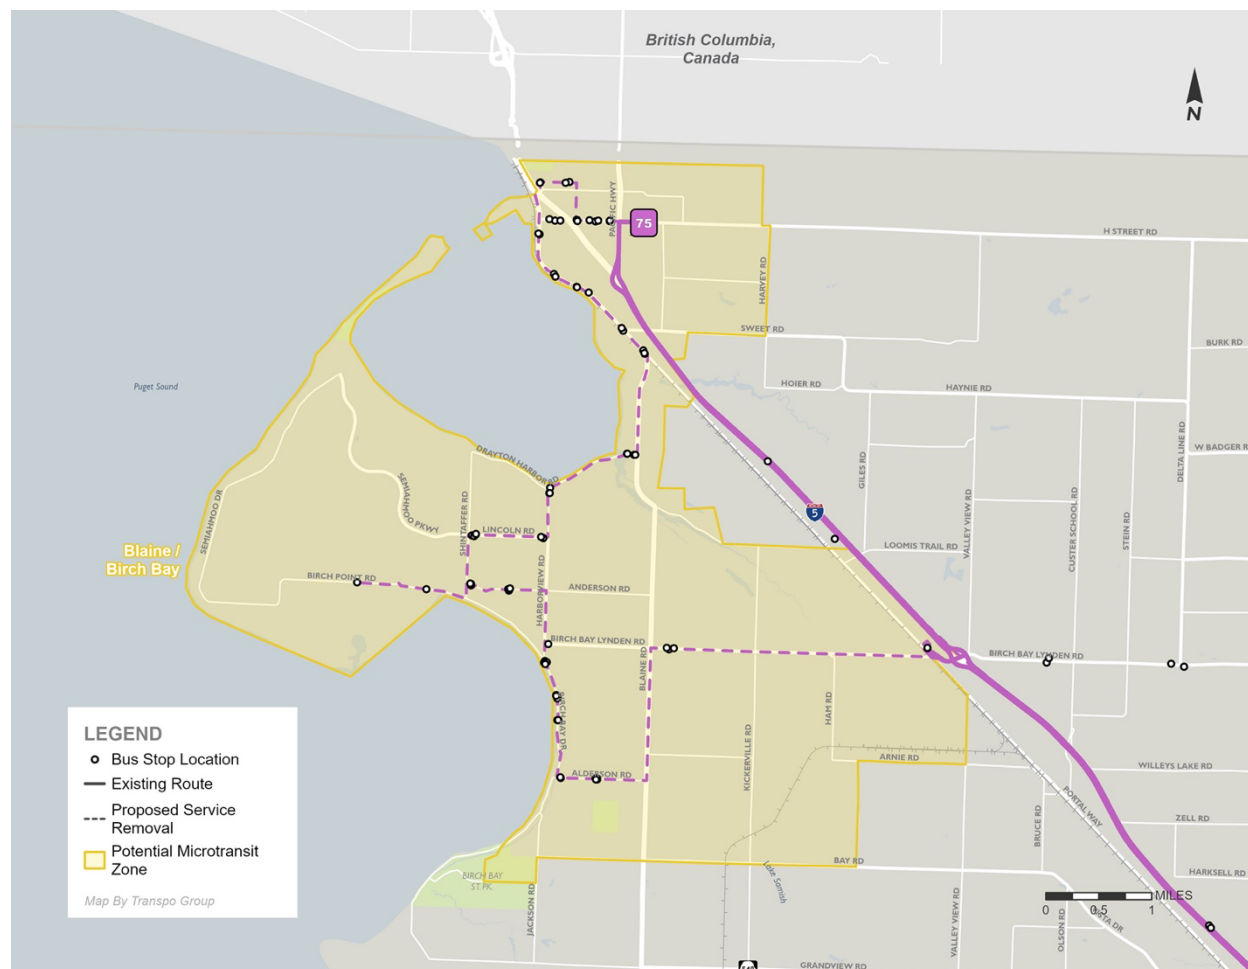 British Columbia,
Canada
N
PACIFIC HWY
75
H STREET RD
HARVEY RD
SWEET RD
BURK RD
Puget Sound
HOIER RD
HAYNIE RD
DRAYTON HARBOR RD
GILES RD
DELTA LINE RD
W BADGER R
SEMIAHMOO DR
SEMIAHMOO PKWY
SHINTAFFER RD
LINCOLN RD
5
VALLEY VIEW RD
CUSTER SCHOOL RD
STEIN RD
LOOMIS TRAIL RD
Blaine /
Birch Bay
BIRCH POINT RD
HARBORVIEW RD
ANDERSON RD
BIRCH BAY LYNDEN RD
BLAINE RD
BIRCH BAY LYNDEN RD
BIRCH BAY DR
HAM RD
KICKERVILLE RD
ALDERSON RD
ARNIE RD
WILLEYS LAKE RD
PORTAL WAY
BRUCE RD
ZELL RD
BAY RD
HARKSELL RD
BIRCH BAY
ST PK
JACKSON RD
Lake Samish
VALLEY VIEW RD
OLSON RD
VISTA DR
GRANDVIEW RD
548
LEGEND
Bus Stop Location
Existing Route
Proposed Service
Removal
Potential Microtransit
Zone
Map By Transpo Group
MILES
0 0.5 1